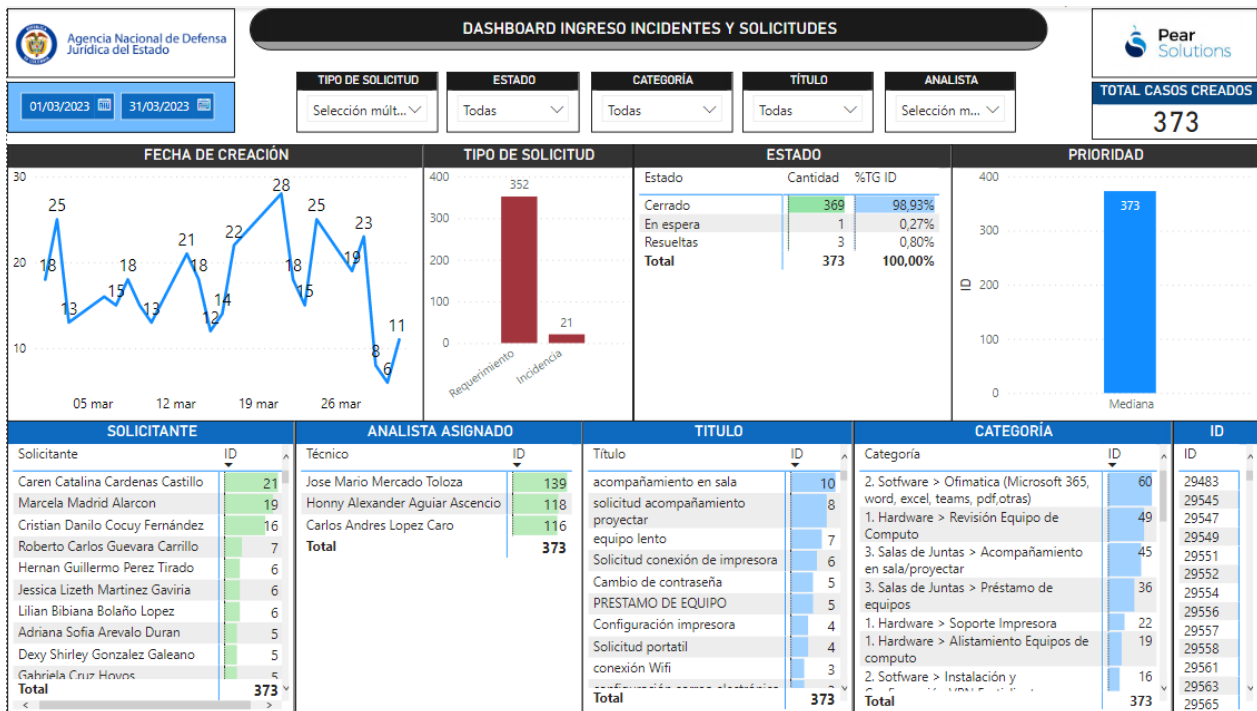 Agencia Nacional de Defensa
Jurídica del Estado
DASHBOARD INGRESO INCIDENTES Y SOLICITUDES
Pear
Solutions
01/03/2023 31/03/2023
TIPO DE SOLICITUD
Selección múlt...
ESTADO
Todas
CATEGORÍA
Todas
TÍTULO
Todas
ANALISTA
Selección m...
TOTAL CASOS CREADOS
373
FECHA DE CREACIÓN
30
20
10
18
25
13
15
18
13
21
18
12
14
22
28
18
15
25
19
23
8
6
11
05 mar
12 mar
19 mar
26 mar
TIPO DE SOLICITUD
400
300
200
100
0
352
21
Requerimiento
Incidencia
ESTADO
Estado Cantidad %TG ID
Cerrado 369 98,93%
En espera 1 0,27%
Resueltas 3 0,80%
Total 373 100,00%
PRIORIDAD
400
300
200
100
0
ID
373
Mediana
SOLICITANTE
Solicitante ID
Caren Catalina Cardenas Castillo 21
Marcela Madrid Alarcon 19
Cristian Danilo Cocuy Fernández 16
Roberto Carlos Guevara Carrillo 7
Hernan Guillermo Perez Tirado 6
Jessica Lizeth Martinez Gaviria 6
Lilian Bibiana Bolaño Lopez 6
Adriana Sofia Arevalo Duran 5
Dexy Shirley Gonzalez Galeano 5
Gabriela Cruz Hoyos 5
Total 373
ANALISTA ASIGNADO
Técnico ID
Jose Mario Mercado Toloza 139
Honny Alexander Aguiar Ascencio 118
Carlos Andres Lopez Caro 116
Total 373
TITULO
Título ID
acompañamiento en sala 10
solicitud acompañamiento 8
proyectar
equipo lento 7
Solicitud conexión de impresora 6
Cambio de contraseña 5
PRESTAMO DE EQUIPO 5
Configuración impresora 4
Solicitud portatil 4
conexión Wifi 3
configuración correo electrónico
Total 373
CATEGORÍA
Categoría ID
2. Sotfware > Ofimatica (Microsoft 365, 60
word, excel, teams, pdf,otras)
1. Hardware > Revisión Equipo de 49
Computo
3. Salas de Juntas > Acompañamiento 45
en sala/proyectar
3. Salas de Juntas > Préstamo de 36
equipos
1. Hardware > Soporte Impresora 22
1. Hardware > Alistamiento Equipos de 19
computo
2. Sotfware > Instalación y 16
Total 373
ID
ID
29483
29545
29547
29549
29551
29552
29554
29556
29557
29558
29561
29563
29565